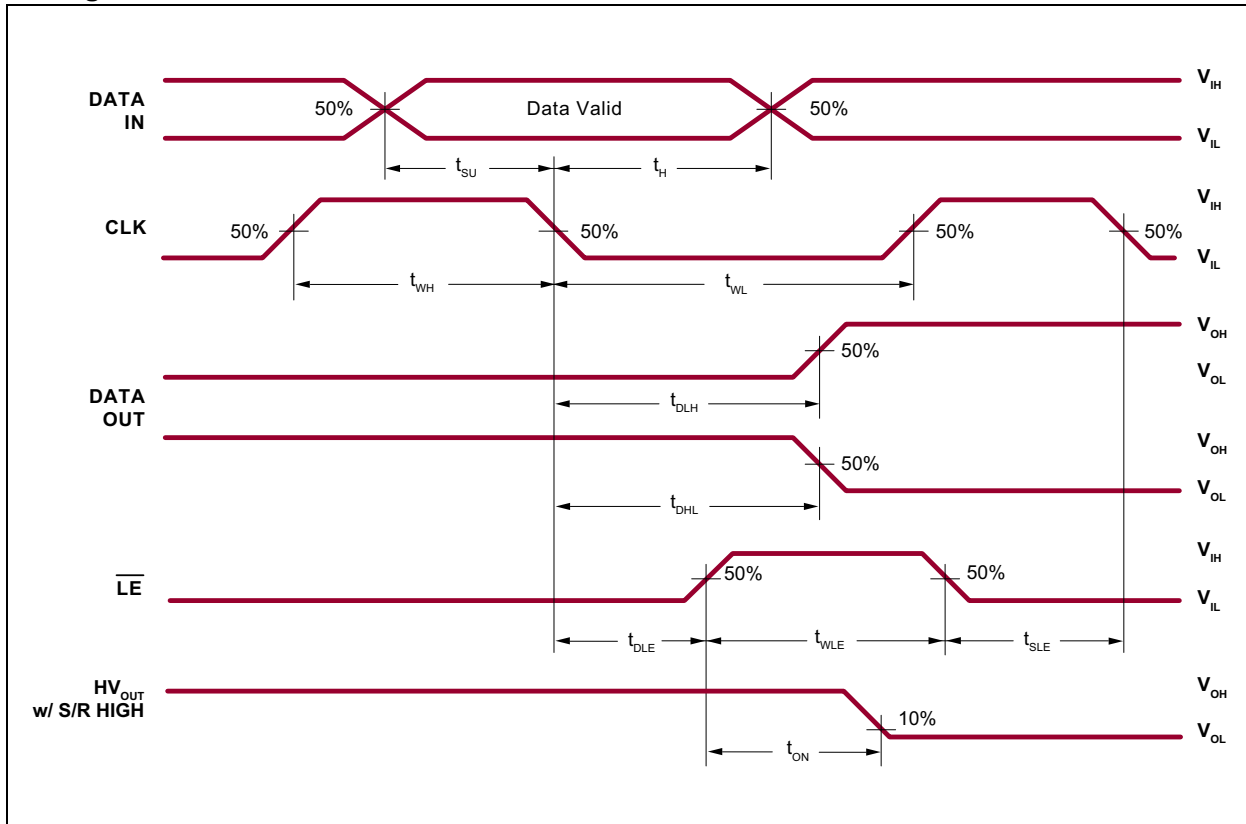 DATA
IN
50%
Data Valid
50%
V_IH
V_IL
t_SU
t_H
CLK
50%
50%
50%
50%
V_IH
V_IL
t_WH
t_WL
DATA
OUT
50%
V_OH
V_OL
t_DLH
50%
V_OH
V_OL
t_DHL
LE
50%
50%
V_IH
V_IL
t_DLE
t_WLE
t_SLE
HV_OUT
w/ S/R HIGH
10%
V_OH
V_OL
t_ON